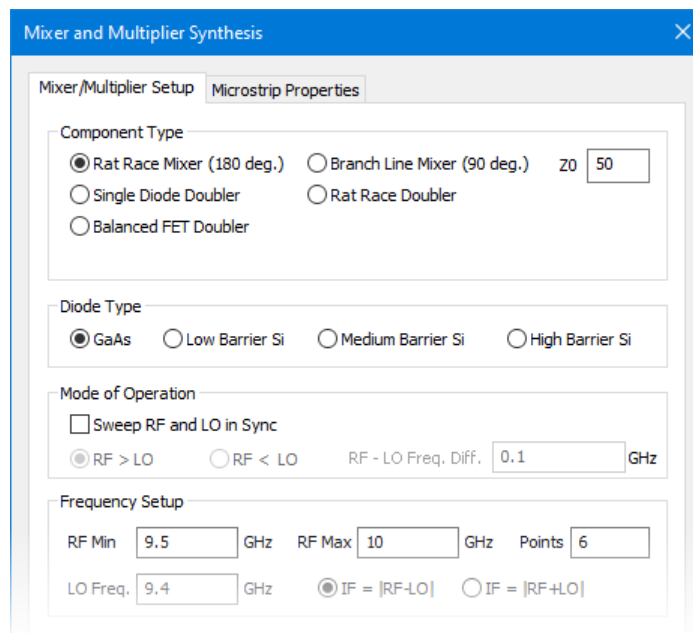 Mixer and Multiplier Synthesis
Mixer/Multiplier Setup Microstrip Properties
Component Type
Rat Race Mixer (180 deg.) Branch Line Mixer (90 deg.) Z0 50
Single Diode Doubler Rat Race Doubler
Balanced FET Doubler
Diode Type
GaAs Low Barrier Si Medium Barrier Si High Barrier Si
Mode of Operation
Sweep RF and LO in Sync
RF > LO RF < LO RF - LO Freq. Diff. 0.1 GHz
Frequency Setup
RF Min 9.5 GHz RF Max 10 GHz Points 6
LO Freq. 9.4 GHz IF = |RF-LO| IF = |RF+LO|